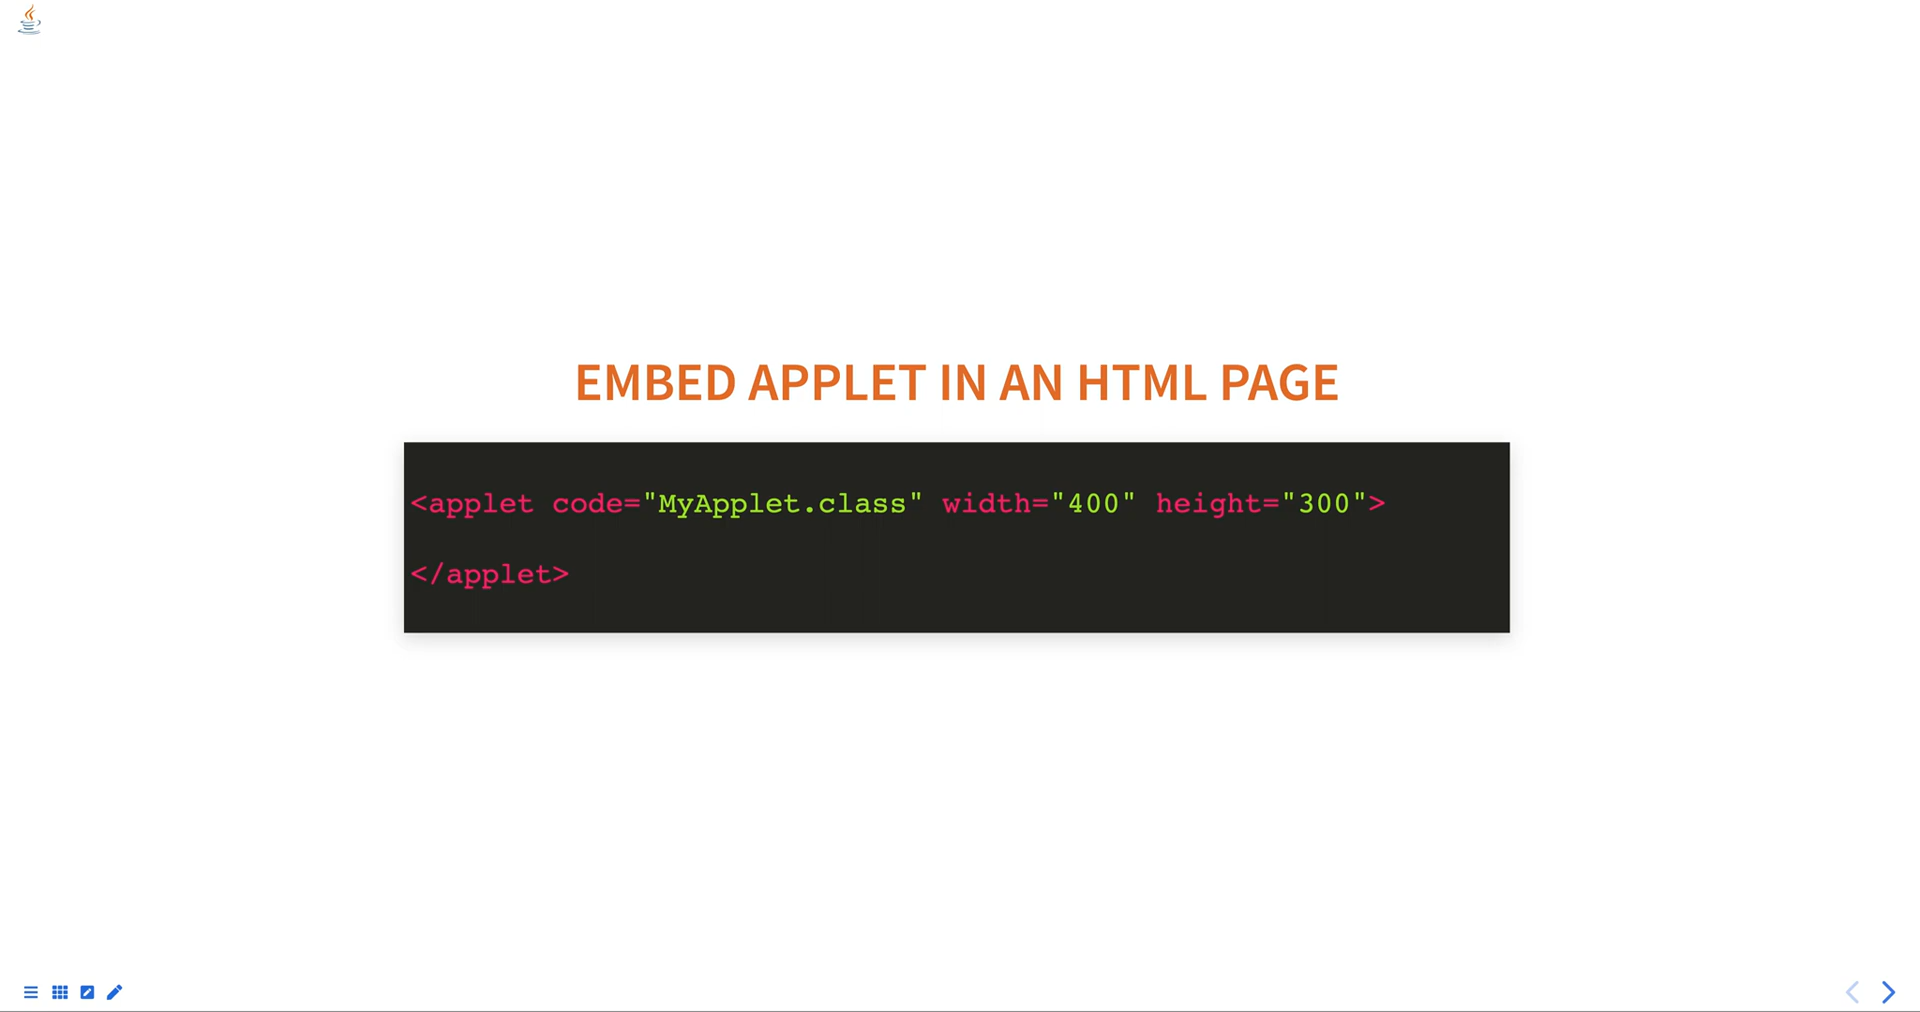 EMBED APPLET IN AN HTML PAGE
<applet code="MyApplet.class" width="400" height="300">
</applet>